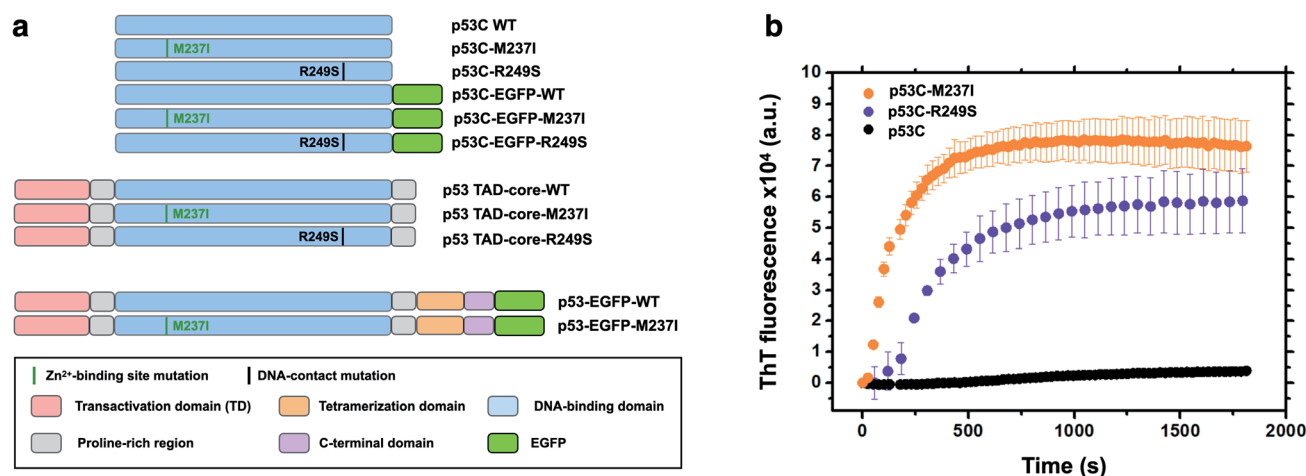 a
p53C WT
M237I
p53C-M237I
R249S
p53C-R249S
p53C-EGFP-WT
M237I
p53C-EGFP-M237I
R249S
p53C-EGFP-R249S
p53 TAD-core-WT
M237I
p53 TAD-core-M237I
R249S
p53 TAD-core-R249S
p53-EGFP-WT
M237I
p53-EGFP-M237I
Zn²⁺-binding site mutation
DNA-contact mutation
Transactivation domain (TD)
Tetramerization domain
DNA-binding domain
Proline-rich region
C-terminal domain
EGFP
b
p53C-M237I
p53C-R249S
p53C
ThT fluorescence x10⁴ (a.u.)
10
9
8
7
6
5
4
3
2
1
0
0
500
1000
1500
2000
Time (s)